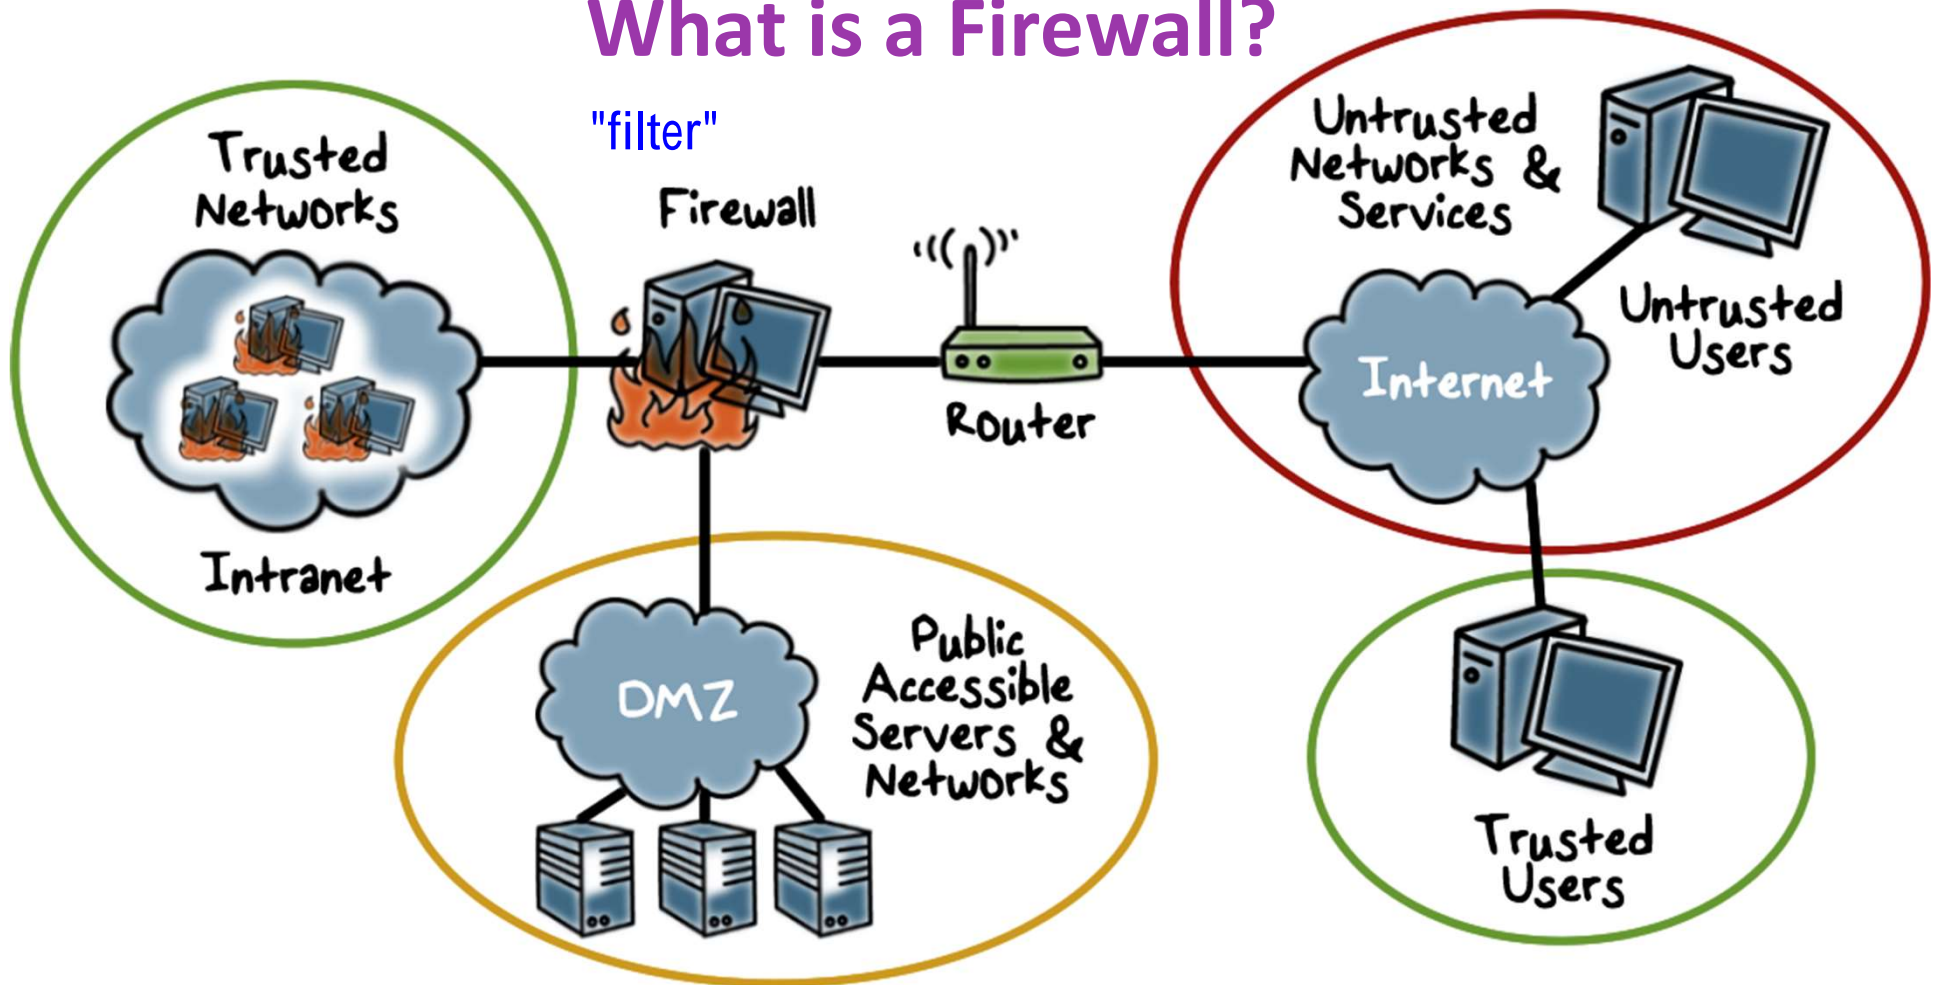 What is a Firewall?
"filter"
Trusted
Networks
Intranet
Firewall
Router
Untrusted
Networks &
Services
Untrusted
Users
Internet
DMZ
Public
Accessible
Servers &
Networks
Trusted
Users